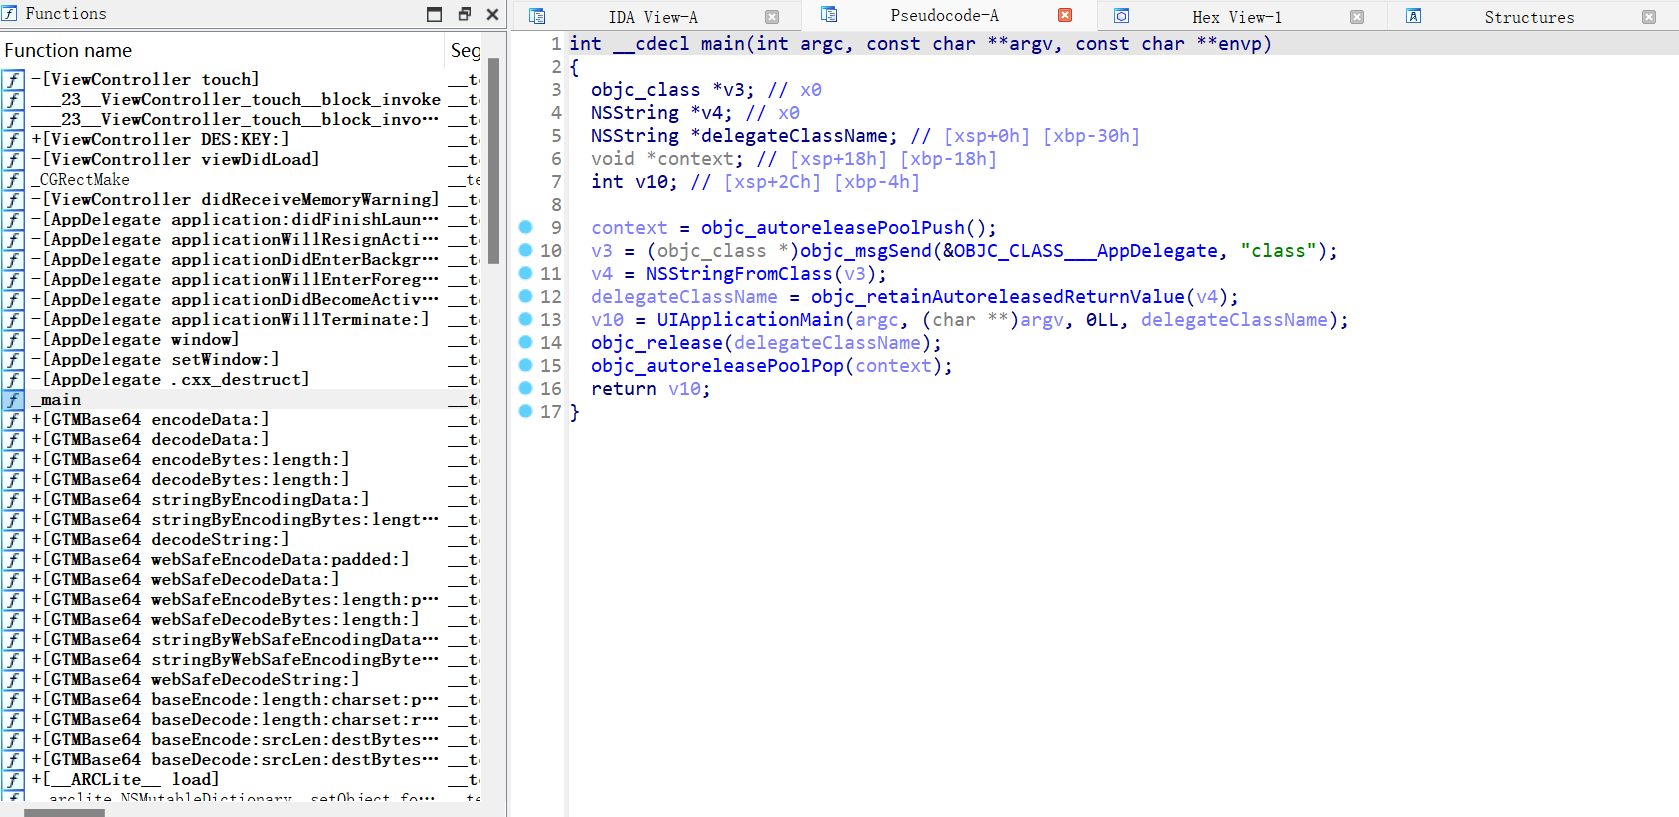 Functions
Function name Seg
-[ViewController touch] __t
___23__ViewController_touch__block_invoke __t
___23__ViewController_touch__block_invo… __t
+[ViewController DES:KEY:] __t
-[ViewController viewDidLoad] __t
_CGRectMake __te
-[ViewController didReceiveMemoryWarning] __t
-[AppDelegate application:didFinishLaun… __t
-[AppDelegate applicationWillResignActi… __t
-[AppDelegate applicationDidEnterBackgr… __t
-[AppDelegate applicationWillEnterForeg… __t
-[AppDelegate applicationDidBecomeActiv… __t
-[AppDelegate applicationWillTerminate:] __t
-[AppDelegate window] __t
-[AppDelegate setWindow:] __t
-[AppDelegate .cxx_destruct] __t
_main __t
+[GTMBase64 encodeData:] __t
+[GTMBase64 decodeData:] __t
+[GTMBase64 encodeBytes:length:] __t
+[GTMBase64 decodeBytes:length:] __t
+[GTMBase64 stringByEncodingData:] __t
+[GTMBase64 stringByEncodingBytes:lengt… __t
+[GTMBase64 decodeString:] __t
+[GTMBase64 webSafeEncodeData:padded:] __t
+[GTMBase64 webSafeDecodeData:] __t
+[GTMBase64 webSafeEncodeBytes:length:p… __t
+[GTMBase64 webSafeDecodeBytes:length:] __t
+[GTMBase64 stringByWebSafeEncodingData… __t
+[GTMBase64 stringByWebSafeEncodingByte… __t
+[GTMBase64 webSafeDecodeString:] __t
+[GTMBase64 baseEncode:length:charset:p… __t
+[GTMBase64 baseDecode:length:charset:r… __t
+[GTMBase64 baseEncode:srcLen:destBytes… __t
+[GTMBase64 baseDecode:srcLen:destBytes… __t
+[__ARCLite__ load] __t
__arclite_NSMutableDictionary__setObject_fo… __te
IDA View-A Pseudocode-A Hex View-1 Structures
1 int __cdecl main(int argc, const char **argv, const char **envp)
2 {
3 objc_class *v3; // x0
4 NSString *v4; // x0
5 NSString *delegateClassName; // [xsp+0h] [xbp-30h]
6 void *context; // [xsp+18h] [xbp-18h]
7 int v10; // [xsp+2Ch] [xbp-4h]
8
9 context = objc_autoreleasePoolPush();
10 v3 = (objc_class *)objc_msgSend(&OBJC_CLASS___AppDelegate, "class");
11 v4 = NSStringFromClass(v3);
12 delegateClassName = objc_retainAutoreleasedReturnValue(v4);
13 v10 = UIApplicationMain(argc, (char **)argv, 0LL, delegateClassName);
14 objc_release(delegateClassName);
15 objc_autoreleasePoolPop(context);
16 return v10;
17 }